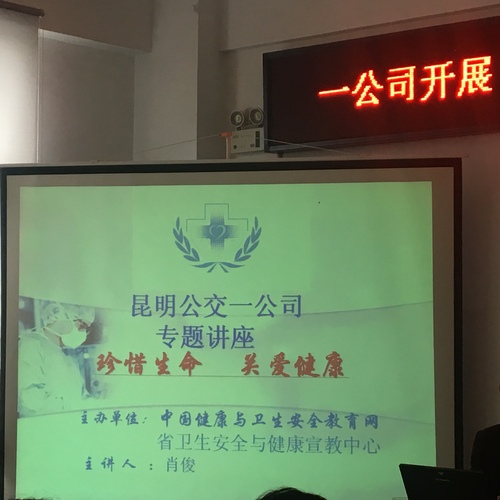 一公司开展
昆明公交一公司
专题讲座
珍惜生命 关爱健康
主办单位：中国健康与卫生安全教育网
省卫生安全与健康宣教中心
主讲人：肖俊